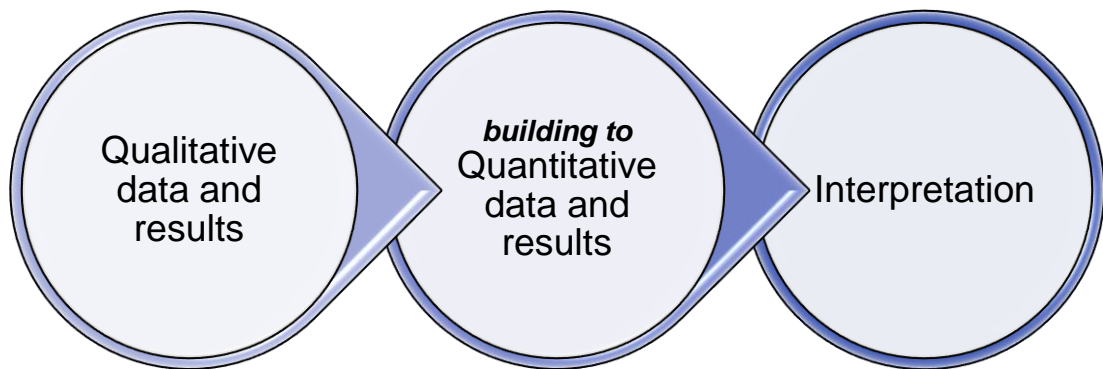 Qualitative
data and
results
building to
Quantitative
data and
results
Interpretation